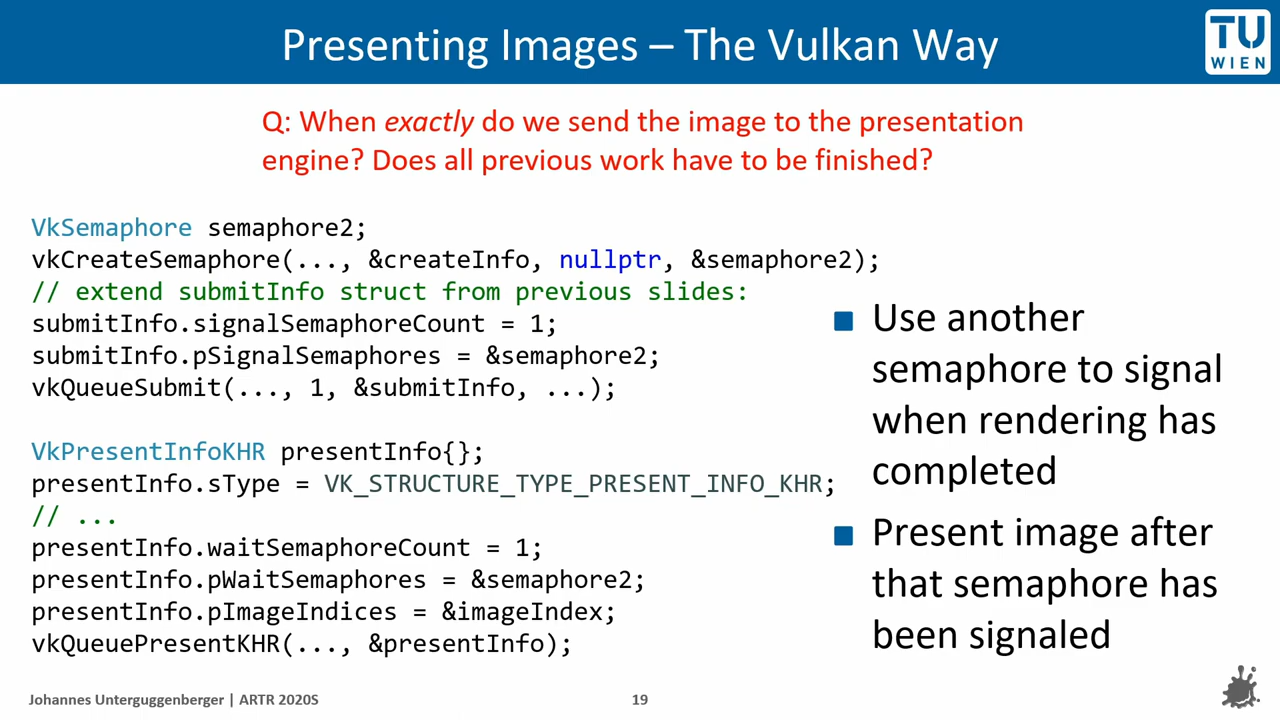 Presenting Images – The Vulkan Way
TU
WIEN
Q: When exactly do we send the image to the presentation
engine? Does all previous work have to be finished?
VkSemaphore semaphore2;
vkCreateSemaphore(..., &createInfo, nullptr, &semaphore2);
// extend submitInfo struct from previous slides:
submitInfo.signalSemaphoreCount = 1;
submitInfo.pSignalSemaphores = &semaphore2;
vkQueueSubmit(..., 1, &submitInfo, ...);
VkPresentInfoKHR presentInfo{};
presentInfo.sType = VK_STRUCTURE_TYPE_PRESENT_INFO_KHR;
// ...
presentInfo.waitSemaphoreCount = 1;
presentInfo.pWaitSemaphores = &semaphore2;
presentInfo.pImageIndices = &imageIndex;
vkQueuePresentKHR(..., &presentInfo);
Use another
semaphore to signal
when rendering has
completed
Present image after
that semaphore has
been signaled
Johannes Unterguggenberger | ARTR 2020S
19